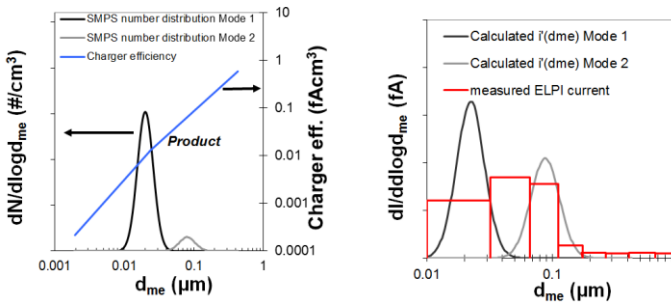 SMPS number distribution Mode 1
SMPS number distribution Mode 2
Charger efficiency
dN/dlogdme (#/cm3)
Product
10
1
0.1
0.01
0.001
0.0001
Charger eff. (fAcm3)
0.001
0.01
0.1
1
dme (µm)
Calculated i'(dme) Mode 1
Calculated i'(dme) Mode 2
measured ELPI current
dI/ddlogdme (fA)
0.01
0.1
dme (µm)